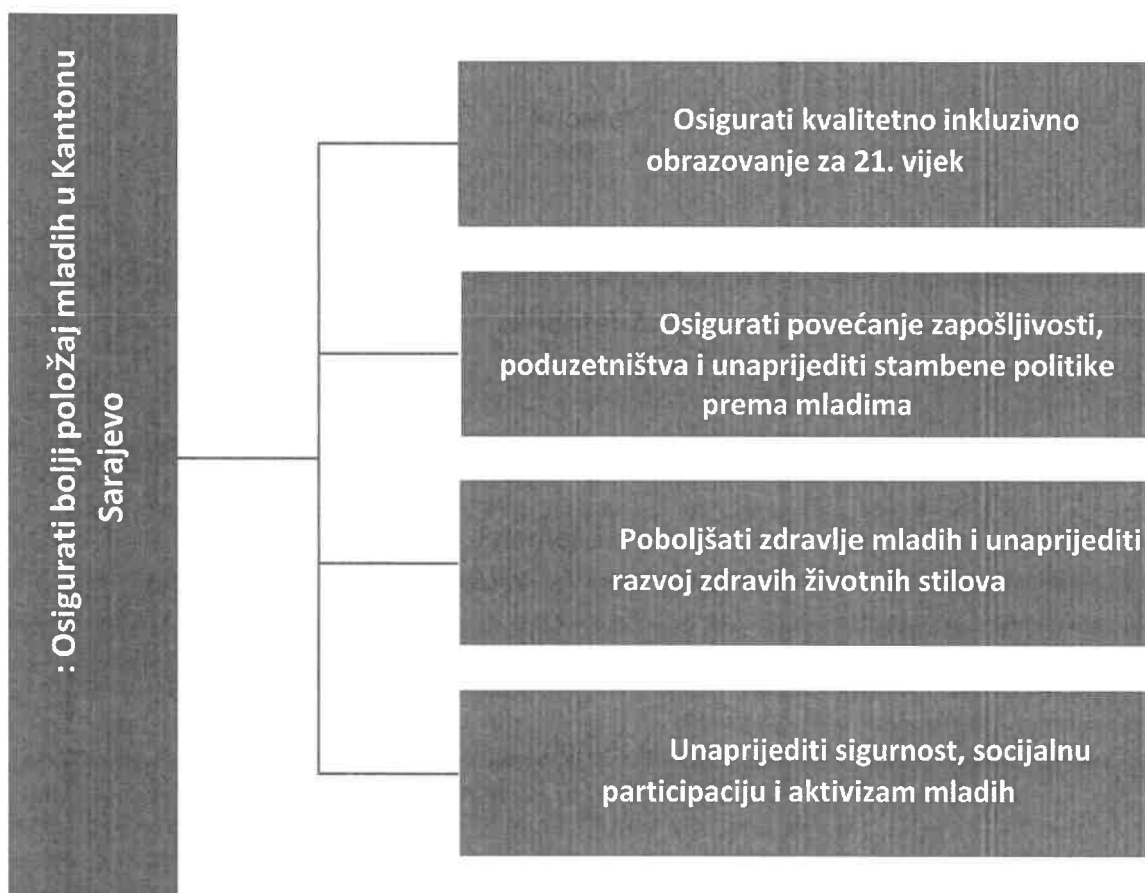 : Osigurati bolji položaj mladih u Kantonu
Sarajevo
Osigurati kvalitetno inkluzivno
obrazovanje za 21. vijek
Osigurati povećanje zapošljivosti,
poduzetništva i unaprijediti stambene politike
prema mladima
Poboljšati zdravlje mladih i unaprijediti
razvoj zdravih životnih stilova
Unaprijediti sigurnost, socijalnu
participaciju i aktivizam mladih